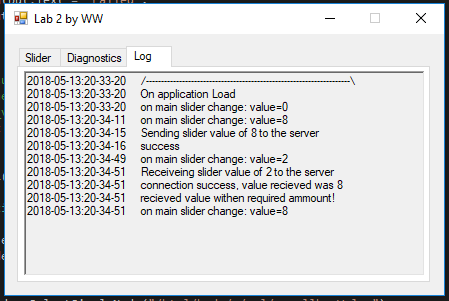 Lab 2 by WW
Slider Diagnostics Log
2018-05-13:20-33-20 /--------------------------------------------------------------------\
2018-05-13:20-33-20 On application Load
2018-05-13:20-33-20 on main slider change: value=0
2018-05-13:20-34-11 on main slider change: value=8
2018-05-13:20-34-15 Sending slider value of 8 to the server
2018-05-13:20-34-16 success
2018-05-13:20-34-49 on main slider change: value=2
2018-05-13:20-34-51 Receiveing slider value of 2 to the server
2018-05-13:20-34-51 connection success, value recieved was 8
2018-05-13:20-34-51 recieved value withen required ammount!
2018-05-13:20-34-51 on main slider change: value=8